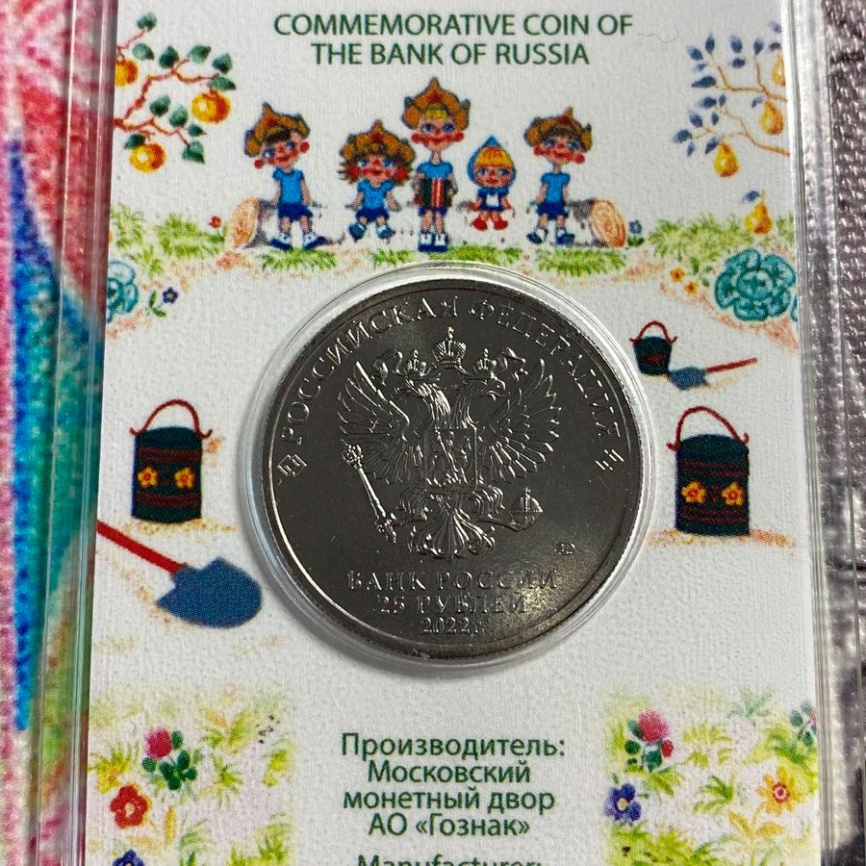 COMMEMORATIVE COIN OF
THE BANK OF RUSSIA
РОССИЙСКАЯ ФЕДЕРАЦИЯ
БАНК РОССИИ
25 РУБЛЕЙ
2022 г.
Производитель:
Московский
монетный двор
АО «Гознак»
Manufacturer: